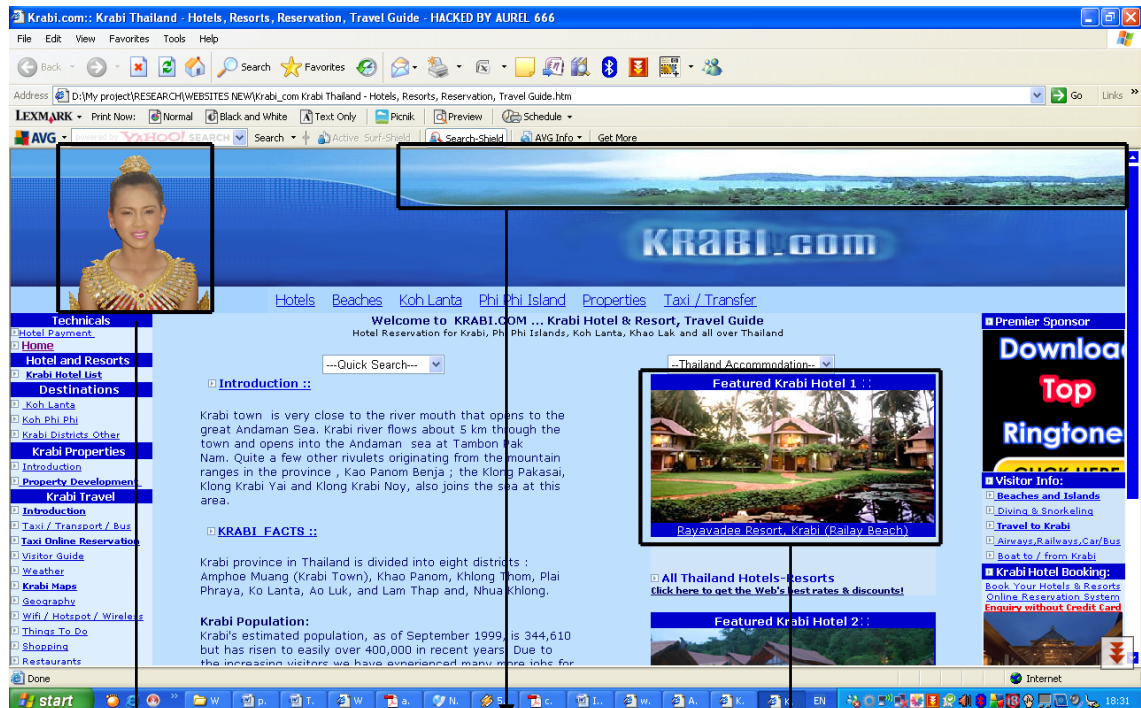 Krabi.com:: Krabi Thailand - Hotels, Resorts, Reservation, Travel Guide - HACKED BY AUREL 666
File Edit View Favorites Tools Help
Back Search Favorites
Address D:\My project\RESEARCH\WEBSITES NEW\Krabi_com Krabi Thailand - Hotels, Resorts, Reservation, Travel Guide.htm Go Links »
LEXMARK Print Now: Normal Black and White Text Only Picnik Preview Schedule
AVG powered by YAHOO! SEARCH Search Active Surf-Shield Search-Shield AVG Info Get More
KRABI.com
Hotels Beaches Koh Lanta Phi Phi Island Properties Taxi / Transfer
Welcome to KRABI.COM ... Krabi Hotel & Resort, Travel Guide
Hotel Reservation for Krabi, Phi Phi Islands, Koh Lanta, Khao Lak and all over Thailand
Technicals
Hotel Payment
Home
Hotel and Resorts
Krabi Hotel List
Destinations
Koh Lanta
Koh Phi Phi
Krabi Districts Other
Krabi Properties
Introduction
Property Development
Krabi Travel
Introduction
Taxi / Transport / Bus
Taxi Online Reservation
Visitor Guide
Weather
Krabi Maps
Geography
Wifi / Hotspot / Wireless
Things To Do
Shopping
Restaurants
---Quick Search---
Introduction ::
Krabi town is very close to the river mouth that opens to the
great Andaman Sea. Krabi river flows about 5 km through the
town and opens into the Andaman sea at Tambon Pak
Nam. Quite a few other rivulets originating from the mountain
ranges in the province , Kao Panom Benja ; the Klong Pakasai,
Klong Krabi Yai and Klong Krabi Noy, also joins the sea at this
area.
KRABI FACTS ::
Krabi province in Thailand is divided into eight districts :
Amphoe Muang (Krabi Town), Khao Panom, Khlong Thom, Plai
Phraya, Ko Lanta, Ao Luk, and Lam Thap and, Nhua Khlong.
Krabi Population:
Krabi's estimated population, as of September 1999, is 344,610
but has risen to easily over 400,000 in recent years. Due to
the increasing visitors we have experienced many more jobs for
--Thailand Accommodation--
Featured Krabi Hotel 1 ::
Rayavadee Resort, Krabi (Railay Beach)
All Thailand Hotels-Resorts
Click here to get the Web's best rates & discounts!
Featured Krabi Hotel 2::
Premier Sponsor
Download
Top
Ringtone
CLICK HERE
Visitor Info:
Beaches and Islands
Diving & Snorkeling
Travel to Krabi
Airways,Railways,Car/Bus
Boat to / from Krabi
Krabi Hotel Booking:
Book Your Hotels & Resorts
Online Reservation System
Enquiry without Credit Card
Done Internet
start » W p. T. W a. N. S. c. I.. w. A. K. K EN 18:31